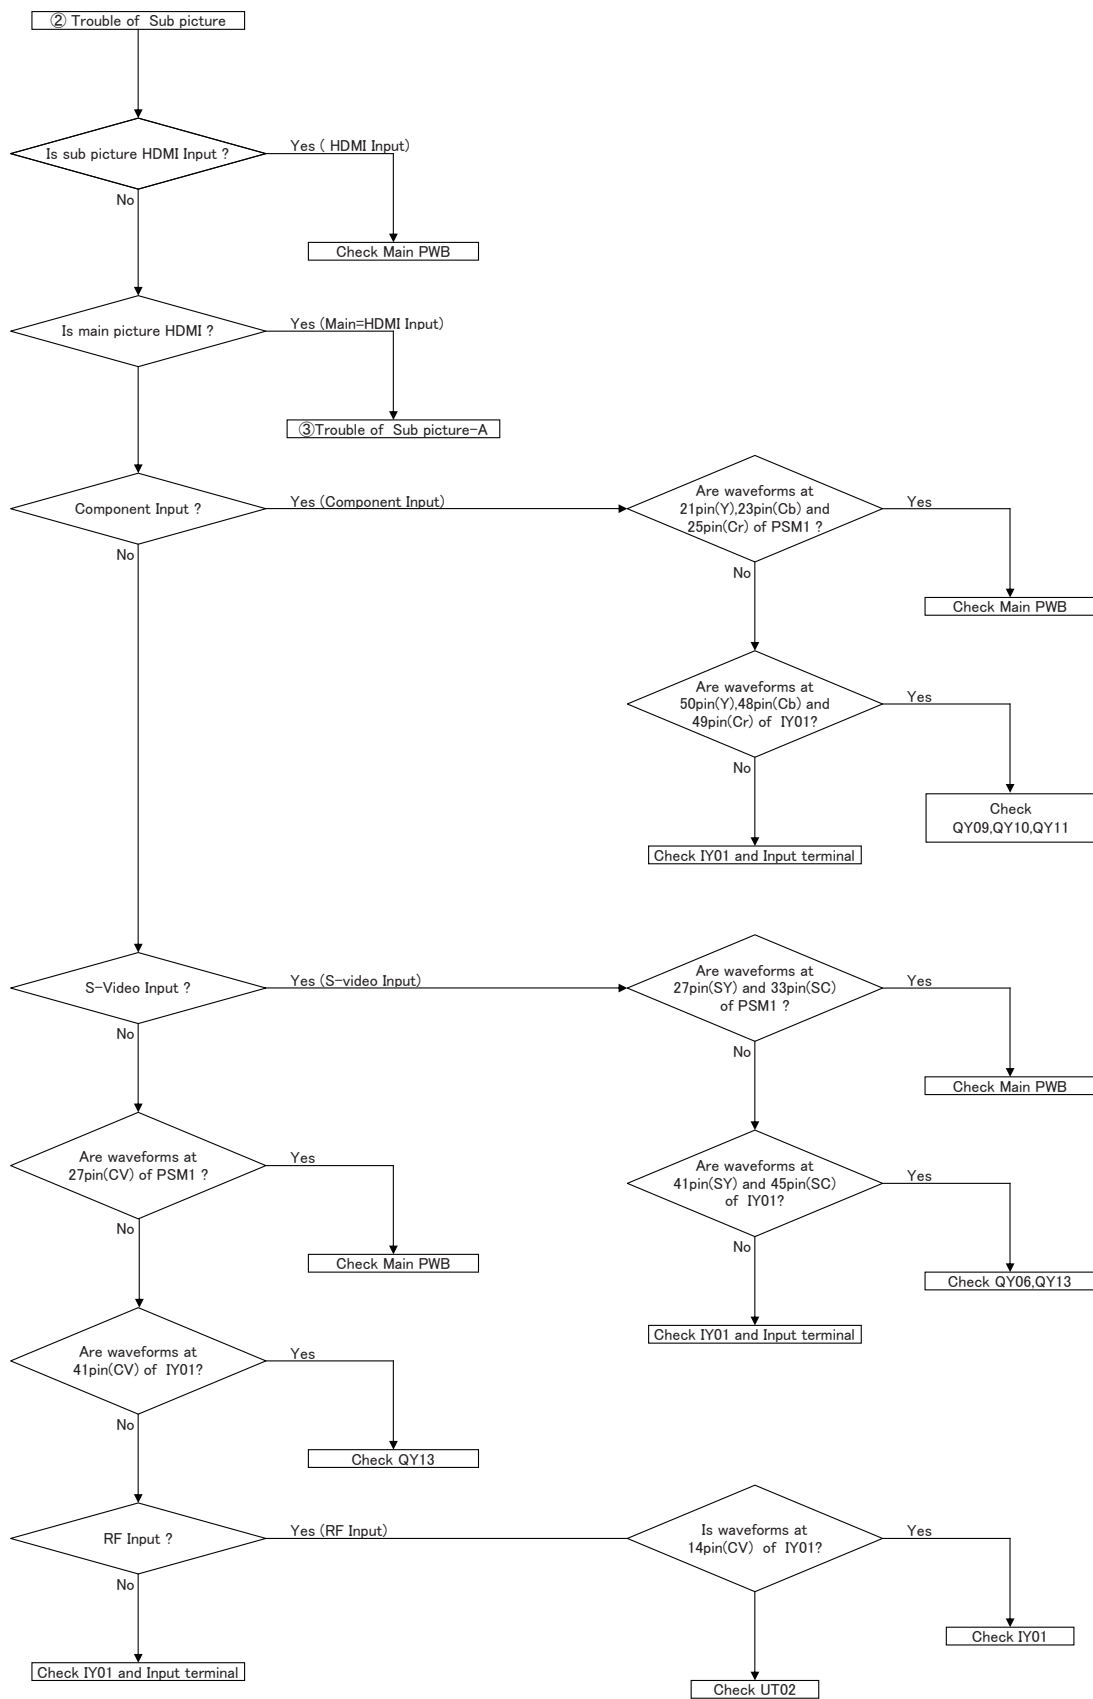 ② Trouble of Sub picture
Is sub picture HDMI Input ?
Yes ( HDMI Input)
No
Check Main PWB
Is main picture HDMI ?
Yes (Main=HDMI Input)
③Trouble of Sub picture-A
Component Input ?
Yes (Component Input)
No
Are waveforms at
21pin(Y),23pin(Cb) and
25pin(Cr) of PSM1 ?
Yes
No
Check Main PWB
Are waveforms at
50pin(Y),48pin(Cb) and
49pin(Cr) of IY01?
Yes
No
Check
QY09,QY10,QY11
Check IY01 and Input terminal
S-Video Input ?
Yes (S-video Input)
No
Are waveforms at
27pin(SY) and 33pin(SC)
of PSM1 ?
Yes
No
Check Main PWB
Are waveforms at
27pin(CV) of PSM1 ?
Yes
No
Check Main PWB
Are waveforms at
41pin(SY) and 45pin(SC)
of IY01?
Yes
No
Check QY06,QY13
Check IY01 and Input terminal
Are waveforms at
41pin(CV) of IY01?
Yes
No
Check QY13
RF Input ?
Yes (RF Input)
No
Is waveforms at
14pin(CV) of IY01?
Yes
Check IY01
Check IY01 and Input terminal
Check UT02